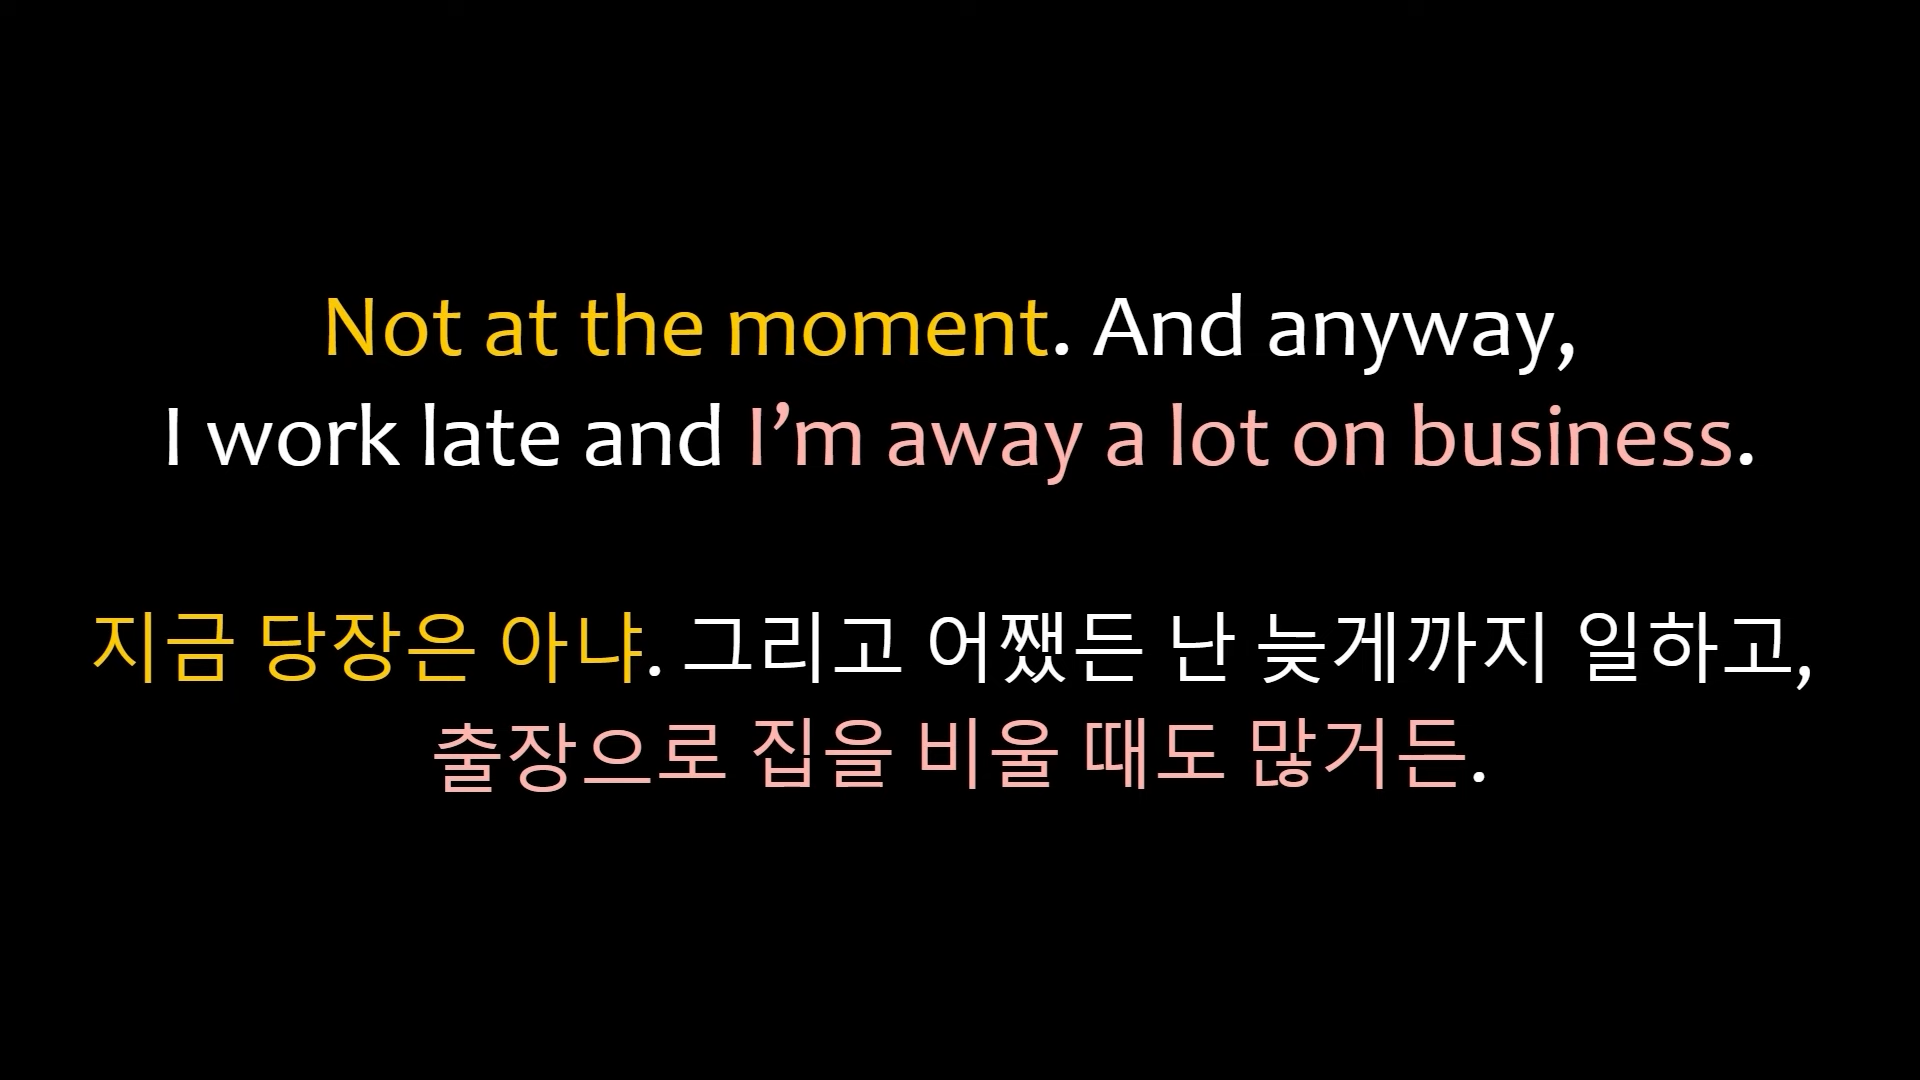 Not at the moment. And anyway,
I work late and I’m away a lot on business.
지금 당장은 아냐. 그리고 어쨌든 난 늦게까지 일하고,
출장으로 집을 비울 때도 많거든.